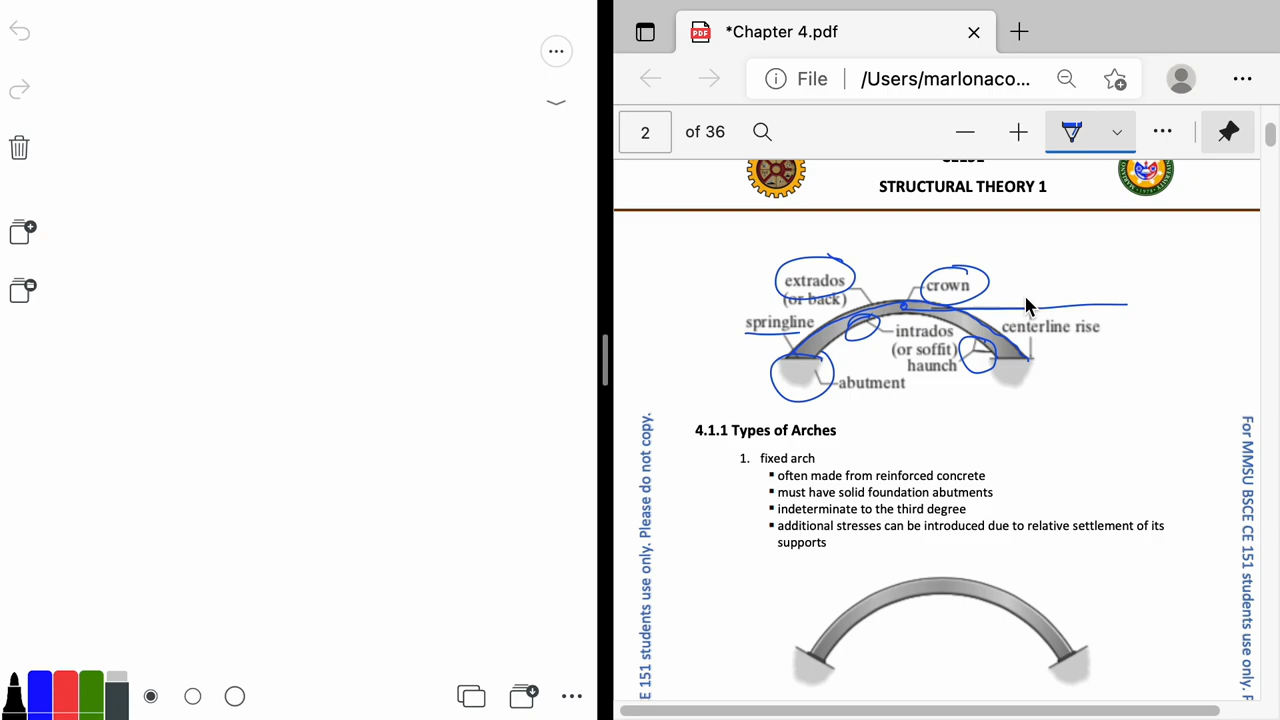 *Chapter 4.pdf
File
/Users/marlonaco...
2 of 36
STRUCTURAL THEORY 1
extrados
(or back)
crown
springline
intrados
(or soffit)
centerline rise
haunch
abutment
4.1.1 Types of Arches
1. fixed arch
▪ often made from reinforced concrete
▪ must have solid foundation abutments
▪ indeterminate to the third degree
▪ additional stresses can be introduced due to relative settlement of its
supports
E 151 students use only. Please do not copy.
For MMSU BSCE CE 151 students use only.